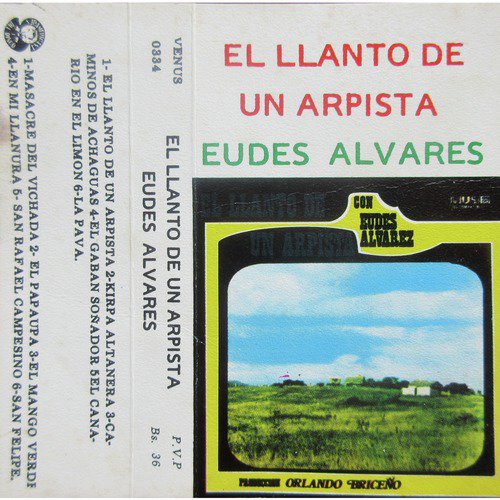 EL LLANTO DE
UN ARPISTA
EUDES ALVARES
EL LLANTO DE
UN ARPISTA
CON
EUDES
ALVAREZ
PRODUCCION ORLANDO BRICEÑO
VENUS
0334
EL LLANTO DE UN ARPISTA
EUDES ALVARES
P.V.P
Bs. 36
1- EL LLANTO DE UN ARPISTA 2-KIRPA ALTANERA 3-CA-
MINOS DE ACHAGUAS 4-EL GABAN SOÑADOR 5EL CANA-
RIO EN EL LIMON 6-LA PAVA.
1-MASACRE DEL VICHADA 2- EL PAPAUPA 3-EL MANGO VERDE
4-EN MI LLANURA 5- SAN RAFAEL CAMPESINO 6-SAN FELIPE.